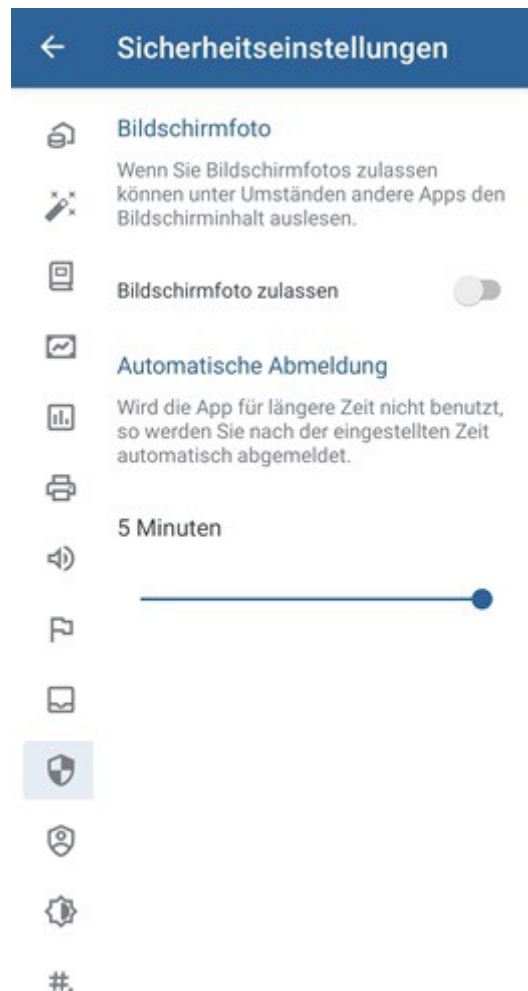 Sicherheitseinstellungen
Bildschirmfoto
Wenn Sie Bildschirmfotos zulassen
können unter Umständen andere Apps den
Bildschirminhalt auslesen.
Bildschirmfoto zulassen
Automatische Abmeldung
Wird die App für längere Zeit nicht benutzt,
so werden Sie nach der eingestellten Zeit
automatisch abgemeldet.
5 Minuten